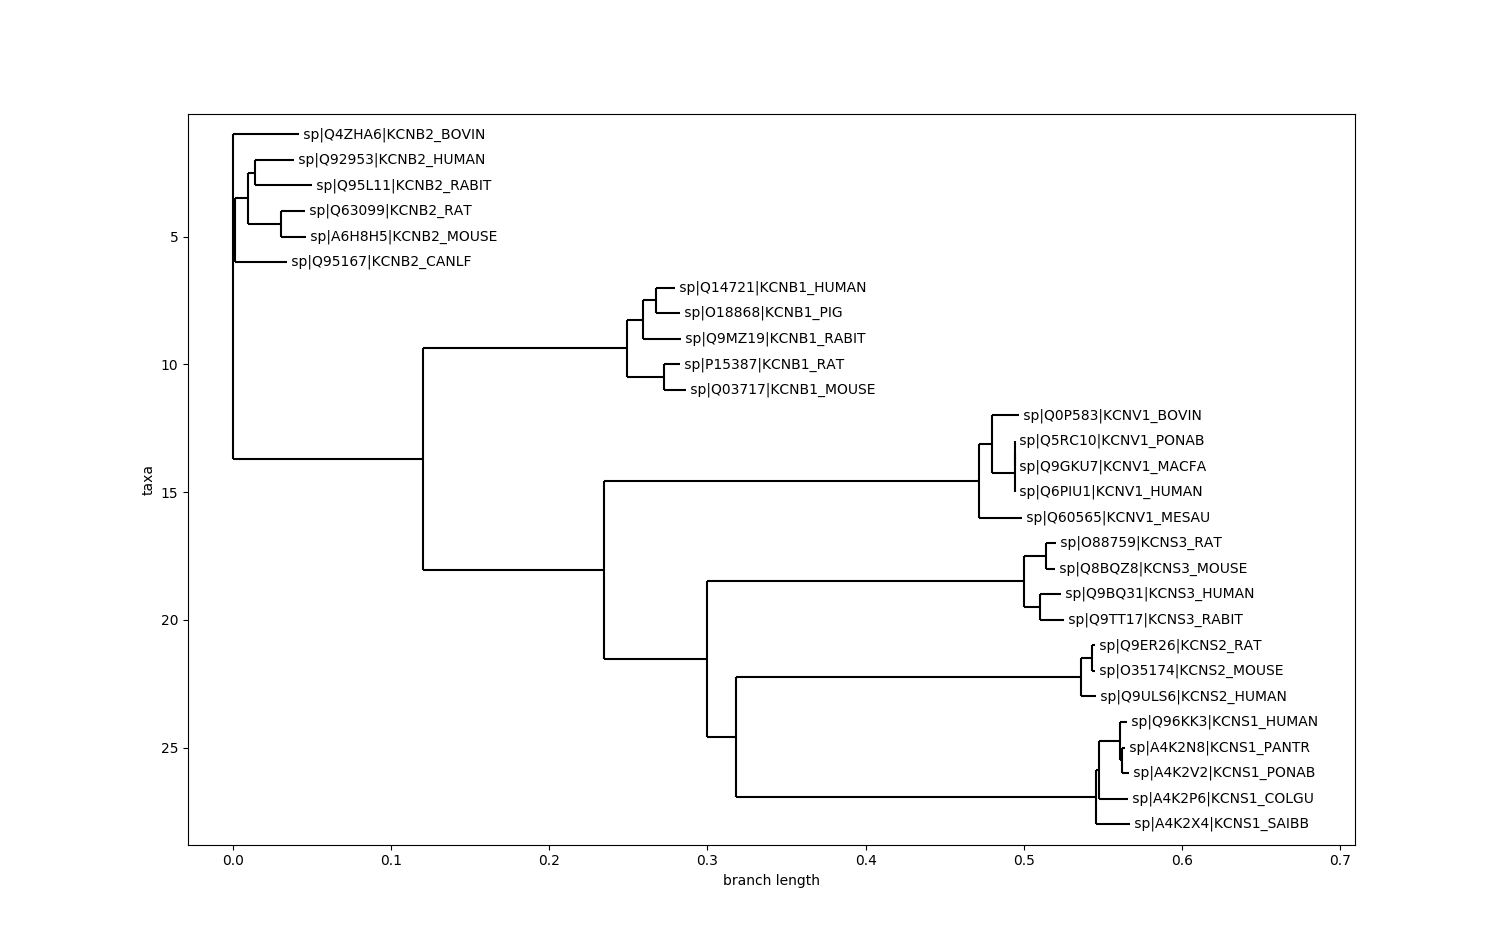 sp|Q4ZHA6|KCNB2_BOVIN
sp|Q92953|KCNB2_HUMAN
sp|Q95L11|KCNB2_RABIT
sp|Q63099|KCNB2_RAT
sp|A6H8H5|KCNB2_MOUSE
sp|Q95167|KCNB2_CANLF
sp|Q14721|KCNB1_HUMAN
sp|O18868|KCNB1_PIG
sp|Q9MZ19|KCNB1_RABIT
sp|P15387|KCNB1_RAT
sp|Q03717|KCNB1_MOUSE
sp|Q0P583|KCNV1_BOVIN
sp|Q5RC10|KCNV1_PONAB
sp|Q9GKU7|KCNV1_MACFA
sp|Q6PIU1|KCNV1_HUMAN
sp|Q60565|KCNV1_MESAU
sp|O88759|KCNS3_RAT
sp|Q8BQZ8|KCNS3_MOUSE
sp|Q9BQ31|KCNS3_HUMAN
sp|Q9TT17|KCNS3_RABIT
sp|Q9ER26|KCNS2_RAT
sp|O35174|KCNS2_MOUSE
sp|Q9ULS6|KCNS2_HUMAN
sp|Q96KK3|KCNS1_HUMAN
sp|A4K2N8|KCNS1_PANTR
sp|A4K2V2|KCNS1_PONAB
sp|A4K2P6|KCNS1_COLGU
sp|A4K2X4|KCNS1_SAIBB
5
10
15
20
25
taxa
0.0 0.1 0.2 0.3 0.4 0.5 0.6 0.7
branch length